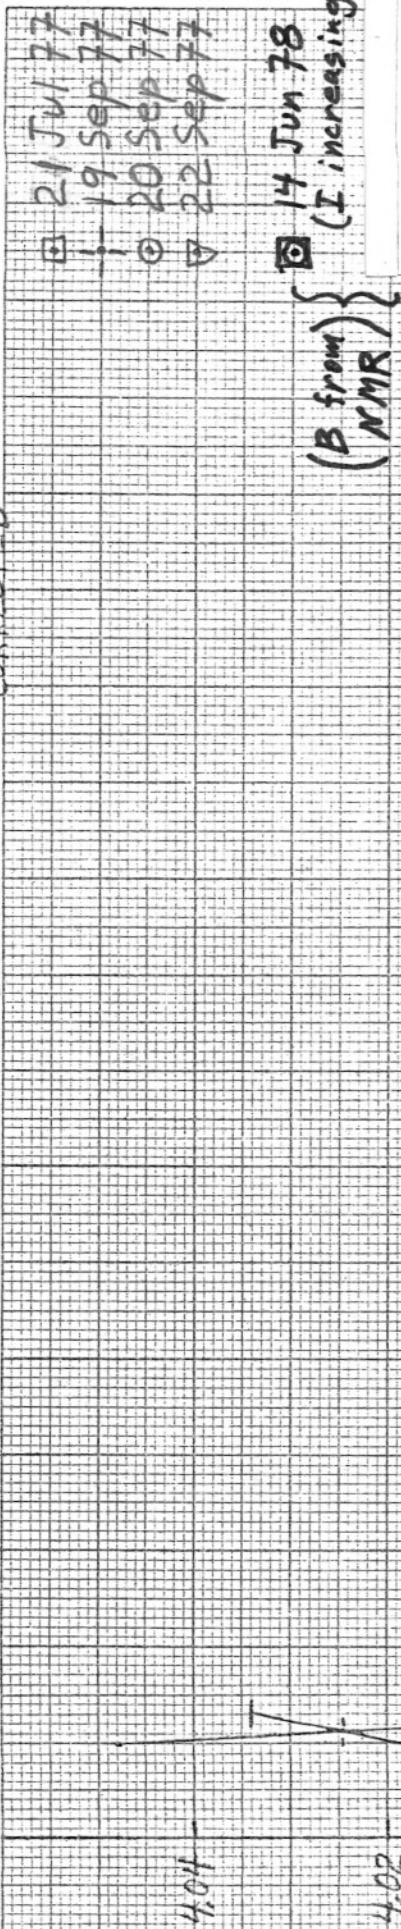 21 Jul 77
19 Sep 77
20 Sep 77
22 Sep 77
14 Jun 78
(I increasing
(B from
NMR)
4.04
4.02